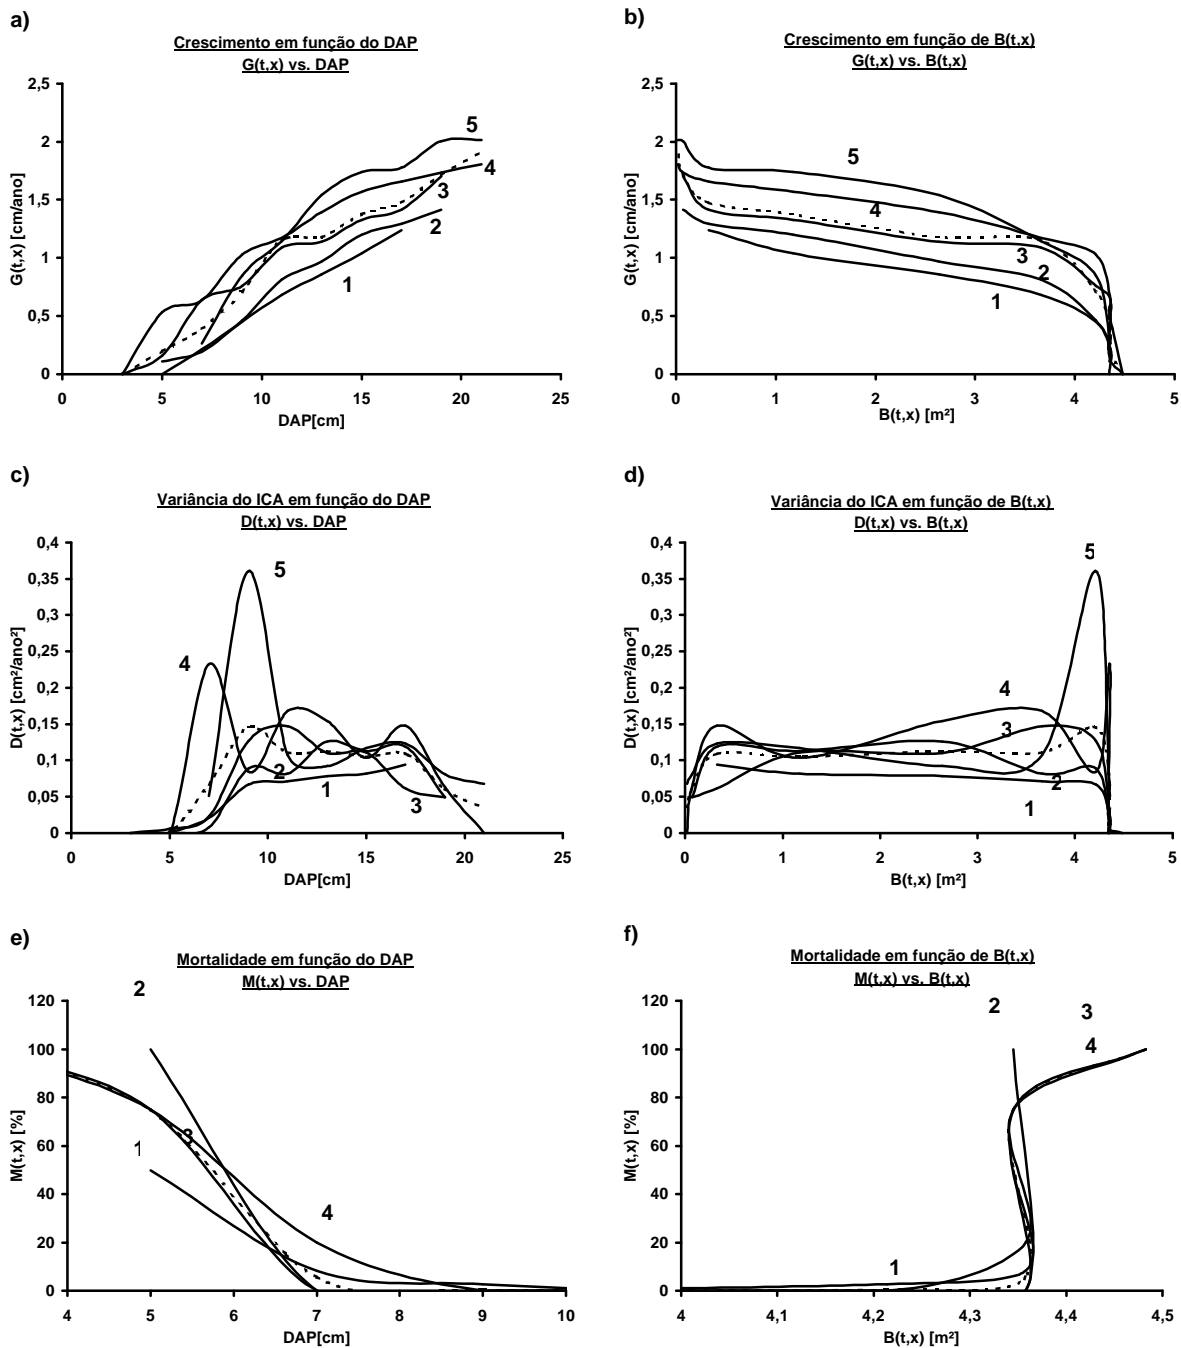 a)
Crescimento em função do DAP
G(t,x) vs. DAP
G(t,x) [cm/ano]
2,5
2
1,5
1
0,5
0
0 5 10 15 20 25
DAP[cm]
5
4
3
2
1
b)
Crescimento em função de B(t,x)
G(t,x) vs. B(t,x)
G(t,x) [cm/ano]
2,5
2
1,5
1
0,5
0
0 1 2 3 4 5
B(t,x) [m²]
5
4
3
2
1
c)
Variância do ICA em função do DAP
D(t,x) vs. DAP
D(t,x) [cm²/ano²]
0,4
0,35
0,3
0,25
0,2
0,15
0,1
0,05
0
0 5 10 15 20 25
DAP[cm]
5
4
2
1
3
d)
Variância do ICA em função de B(t,x)
D(t,x) vs. B(t,x)
D(t,x) [cm²/ano²]
0,4
0,35
0,3
0,25
0,2
0,15
0,1
0,05
0
0 1 2 3 4 5
B(t,x) [m²]
5
4
3
2
1
e)
Mortalidade em função do DAP
M(t,x) vs. DAP
M(t,x) [%]
120
100
80
60
40
20
0
4 5 6 7 8 9 10
DAP[cm]
2
3
1
4
f)
Mortalidade em função de B(t,x)
M(t,x) vs. B(t,x)
M(t,x) [%]
120
100
80
60
40
20
0
4 4,1 4,2 4,3 4,4 4,5
B(t,x) [m²]
2
3
4
1